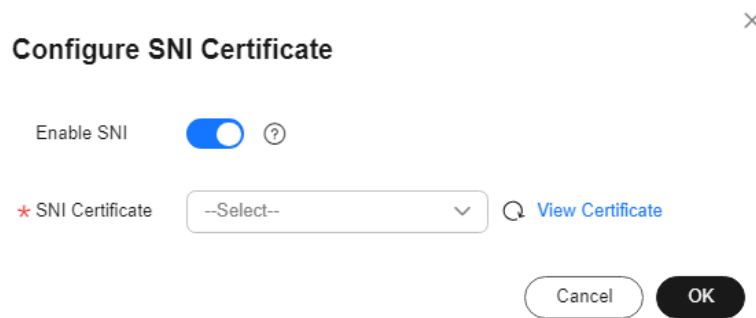 Configure SNI Certificate
Enable SNI
* SNI Certificate --Select-- View Certificate
Cancel OK